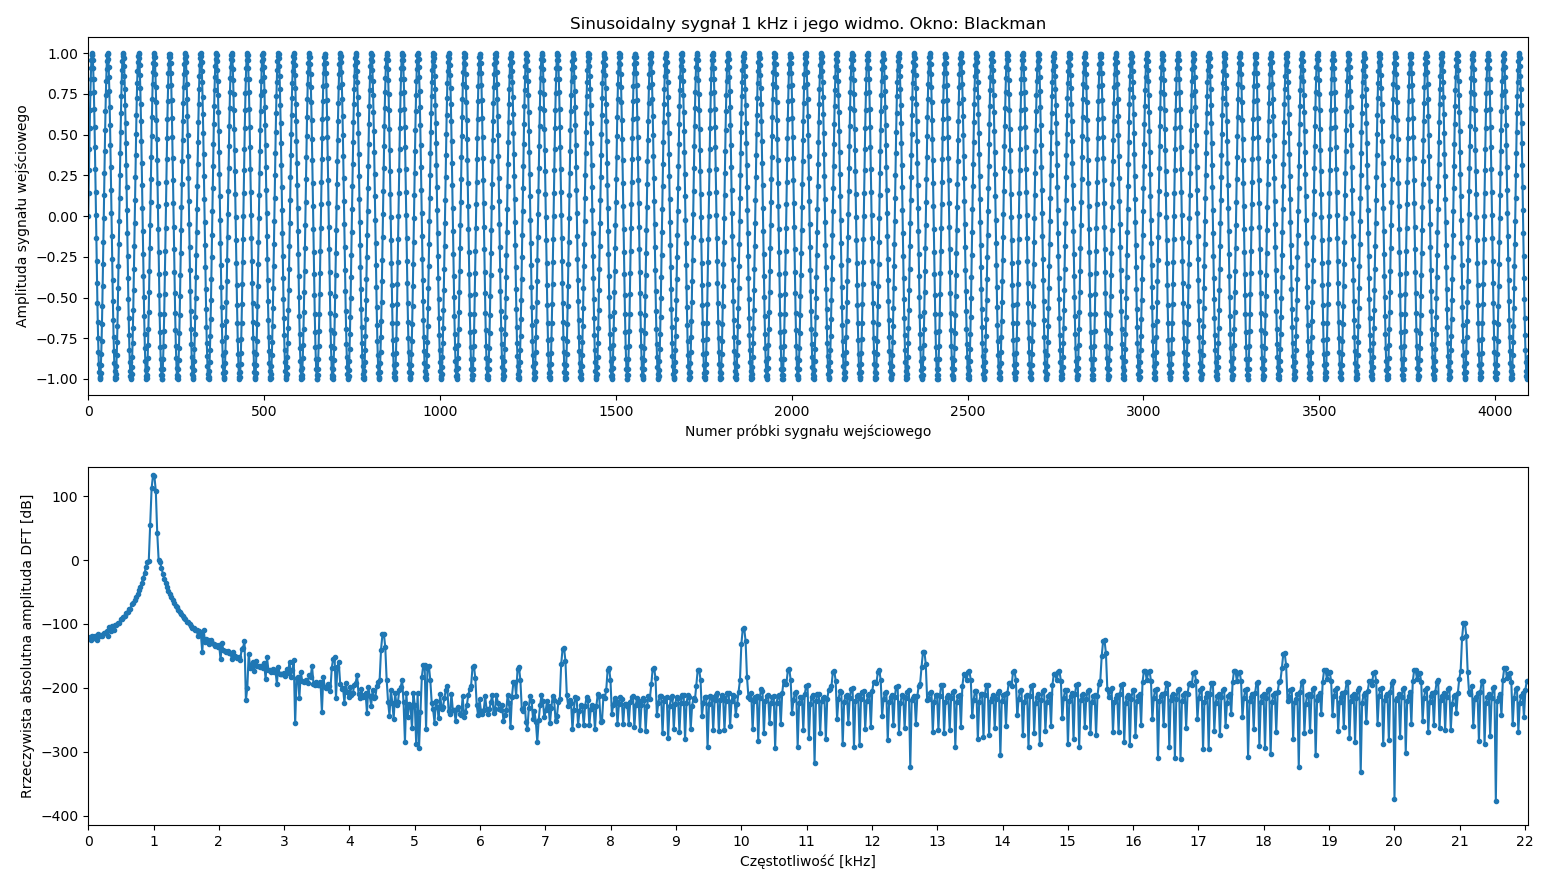 Sinusoidalny sygnał 1 kHz i jego widmo. Okno: Blackman
Amplituda sygnału wejściowego
1.00
0.75
0.50
0.25
0.00
−0.25
−0.50
−0.75
−1.00
0 500 1000 1500 2000 2500 3000 3500 4000
Numer próbki sygnału wejściowego
Rrzeczywista absolutna amplituda DFT [dB]
100
0
−100
−200
−300
−400
0 1 2 3 4 5 6 7 8 9 10 11 12 13 14 15 16 17 18 19 20 21 22
Częstotliwość [kHz]